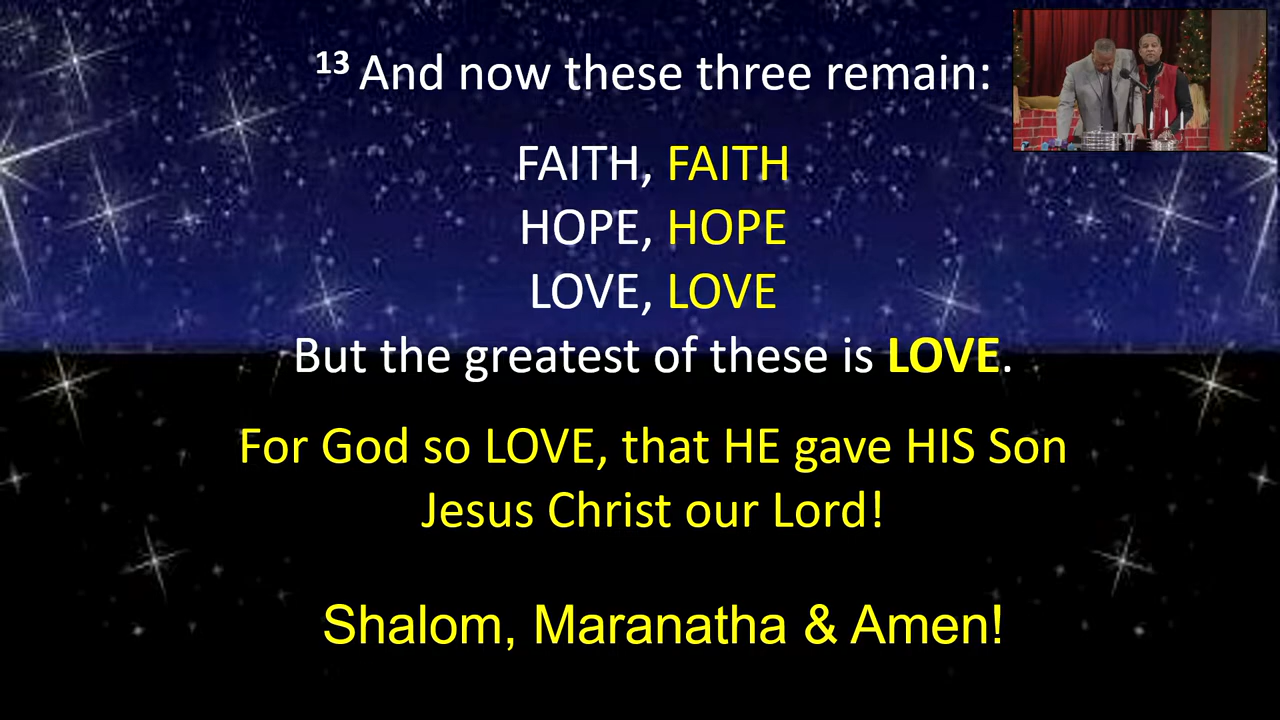 13 And now these three remain:
FAITH, FAITH
HOPE, HOPE
LOVE, LOVE
But the greatest of these is LOVE.
For God so LOVE, that HE gave HIS Son
Jesus Christ our Lord!
Shalom, Maranatha & Amen!